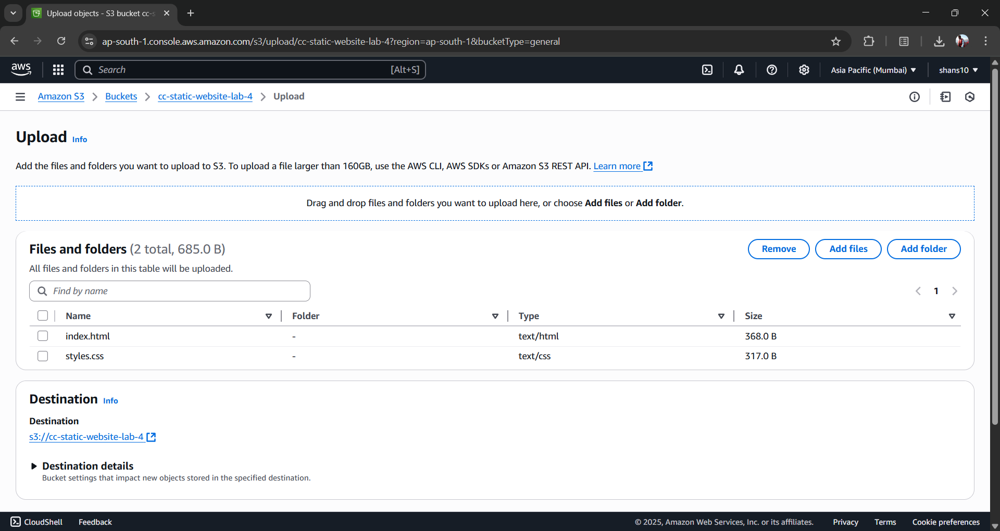 Upload objects - S3 bucket cc-s
ap-south-1.console.aws.amazon.com/s3/upload/cc-static-website-lab-4?region=ap-south-1&bucketType=general
aws
Search [Alt+S]
Asia Pacific (Mumbai)
shans10
Amazon S3 > Buckets > cc-static-website-lab-4 > Upload
Upload Info
Add the files and folders you want to upload to S3. To upload a file larger than 160GB, use the AWS CLI, AWS SDKs or Amazon S3 REST API. Learn more
Drag and drop files and folders you want to upload here, or choose Add files or Add folder.
Files and folders (2 total, 685.0 B)
Remove
Add files
Add folder
All files and folders in this table will be uploaded.
Find by name
1
Name Folder Type Size
index.html - text/html 368.0 B
styles.css - text/css 317.0 B
Destination Info
Destination
s3://cc-static-website-lab-4
Destination details
Bucket settings that impact new objects stored in the specified destination.
CloudShell Feedback © 2025, Amazon Web Services, Inc. or its affiliates. Privacy Terms Cookie preferences